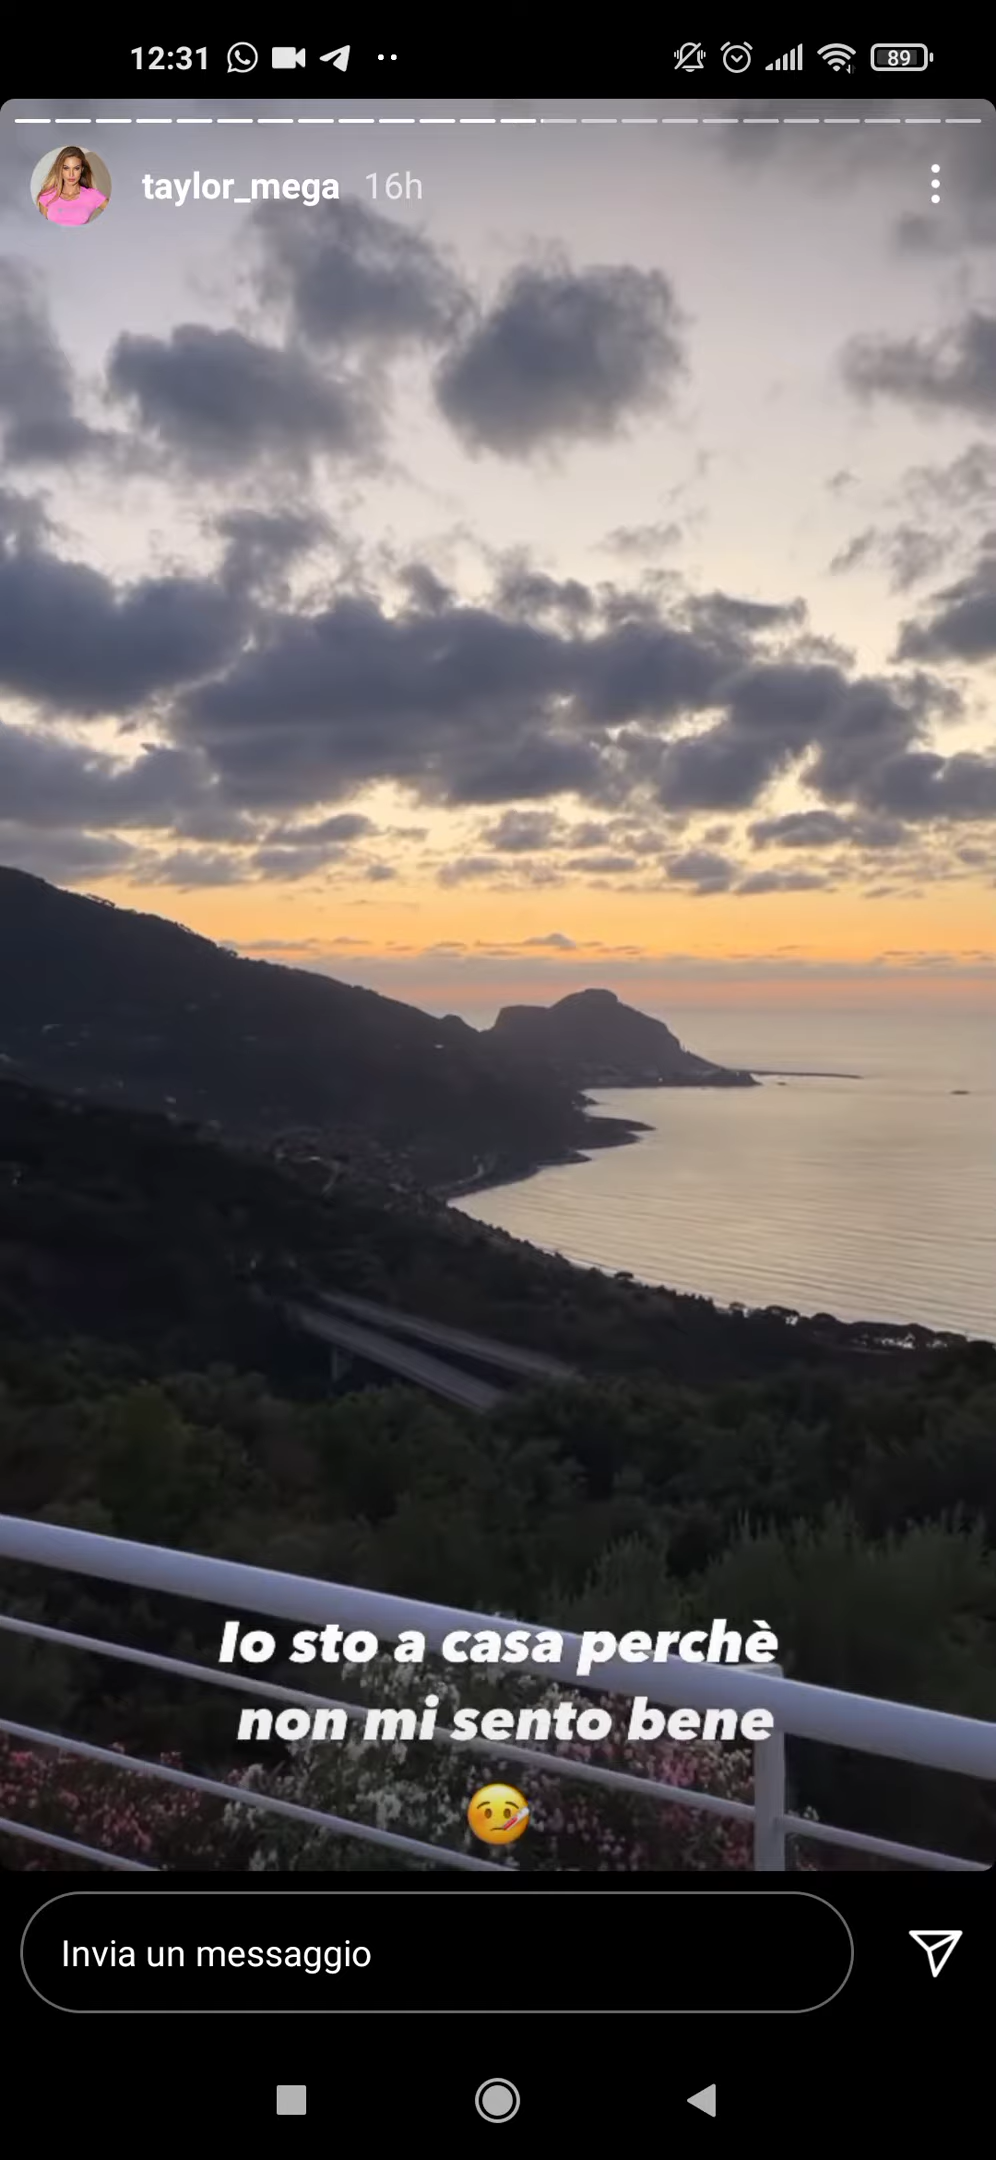 12:31
89
taylor_mega 16h
Io sto a casa perchè
non mi sento bene
Invia un messaggio